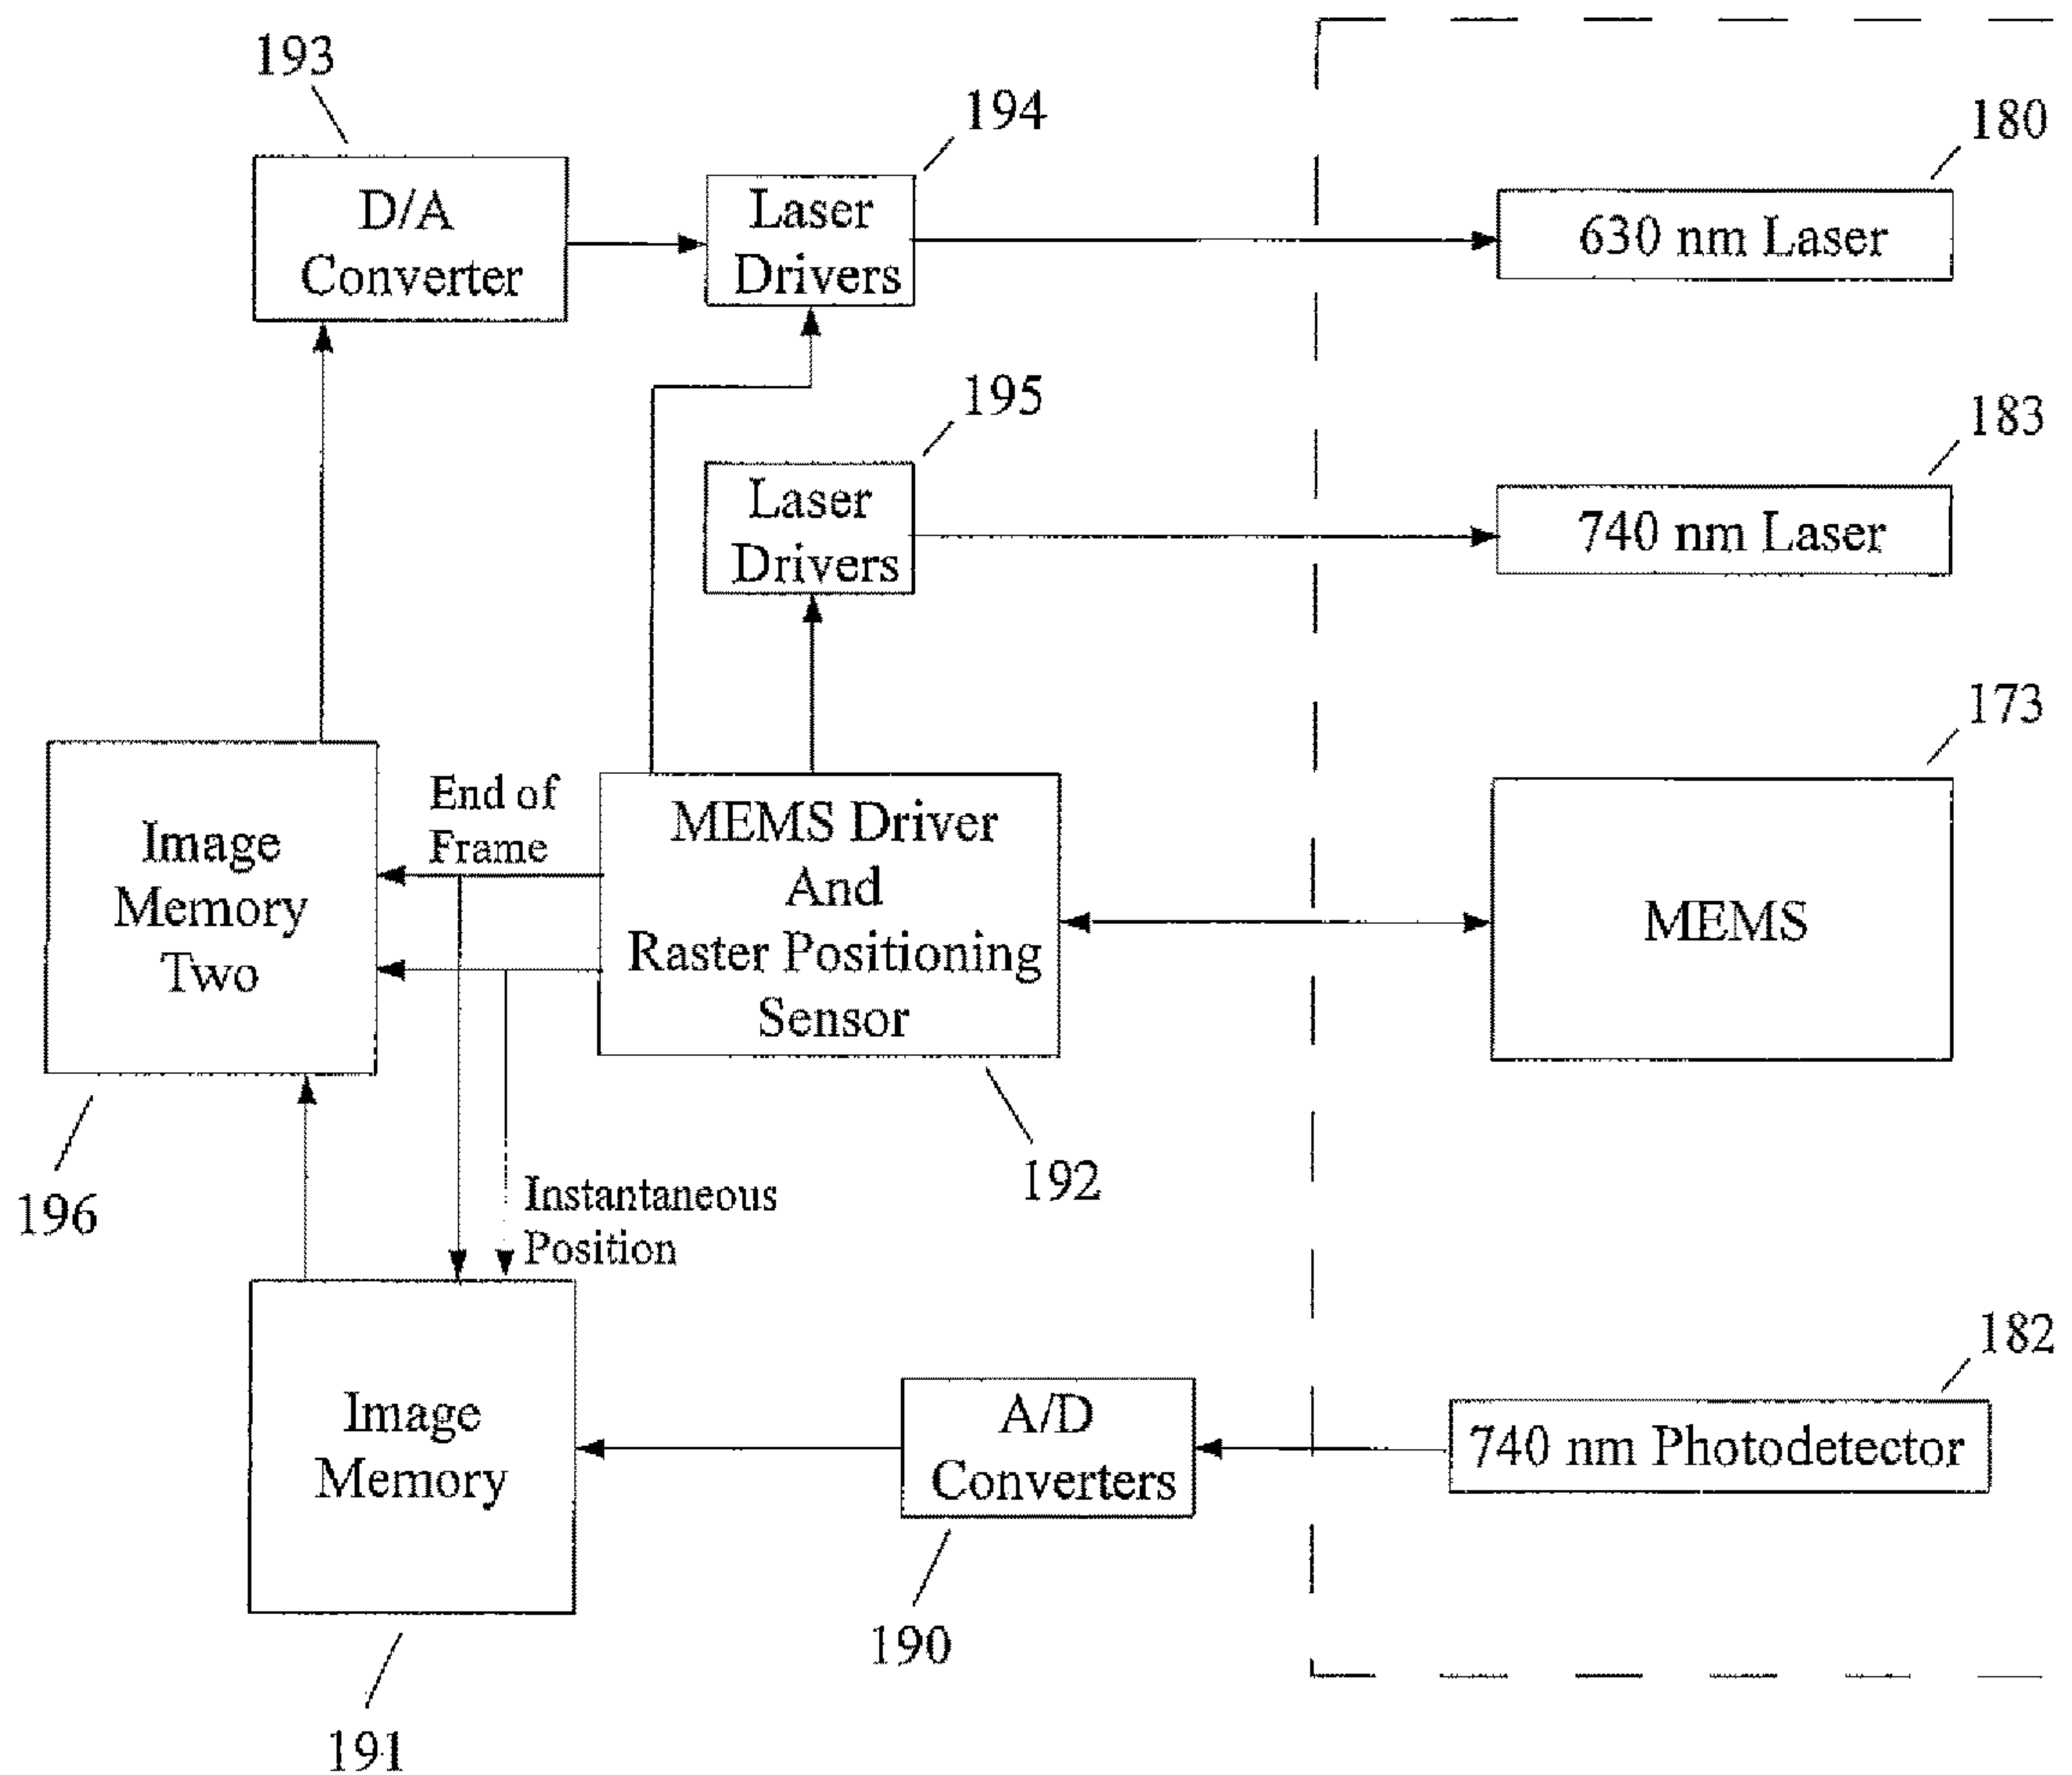 193
194
180
D/A
Converter
Laser
Drivers
630 nm Laser
195
183
Laser
Drivers
740 nm Laser
173
End of
Frame
Image
Memory
Two
MEMS Driver
And
Raster Positioning
Sensor
MEMS
196
192
Instantaneous
Position
182
Image
Memory
A/D
Converters
740 nm Photodetector
190
191